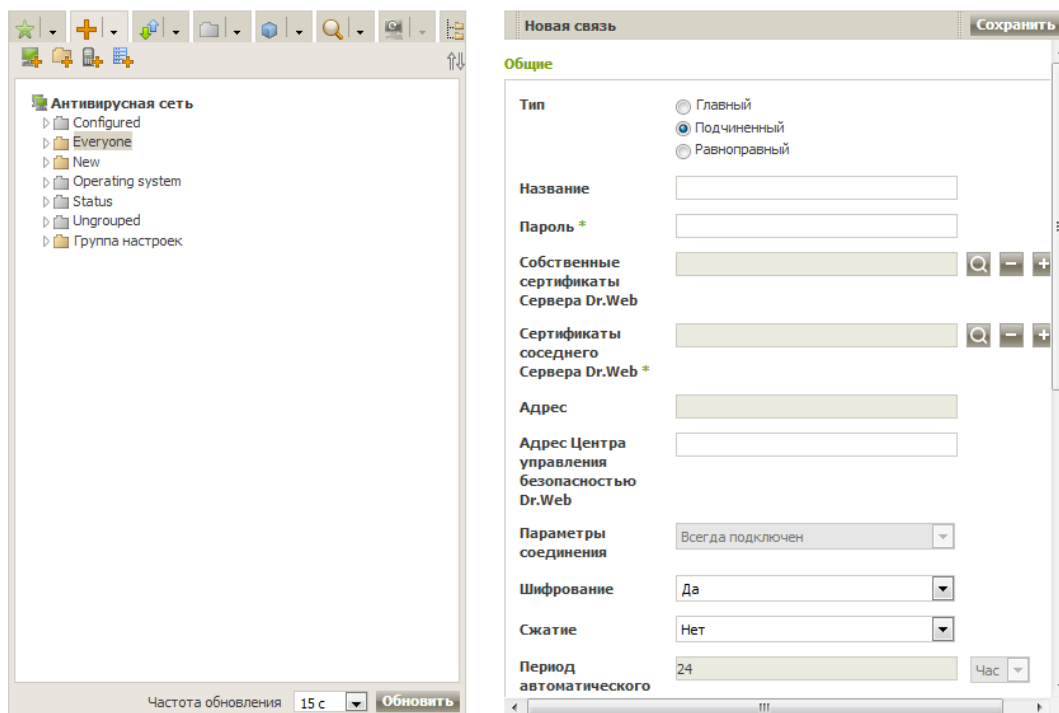 Антивирусная сеть
Configured
Everyone
New
Operating system
Status
Ungrouped
Группа настроек
Частота обновления 15 с Обновить
Новая связь Сохранить
Общие
Тип
Главный
Подчиненный
Равноправный
Название
Пароль *
Собственные
сертификаты
Сервера Dr.Web
Сертификаты
соседнего
Сервера Dr.Web *
Адрес
Адрес Центра
управления
безопасностью
Dr.Web
Параметры
соединения
Всегда подключен
Шифрование Да
Сжатие Нет
Период
автоматического
24 Час